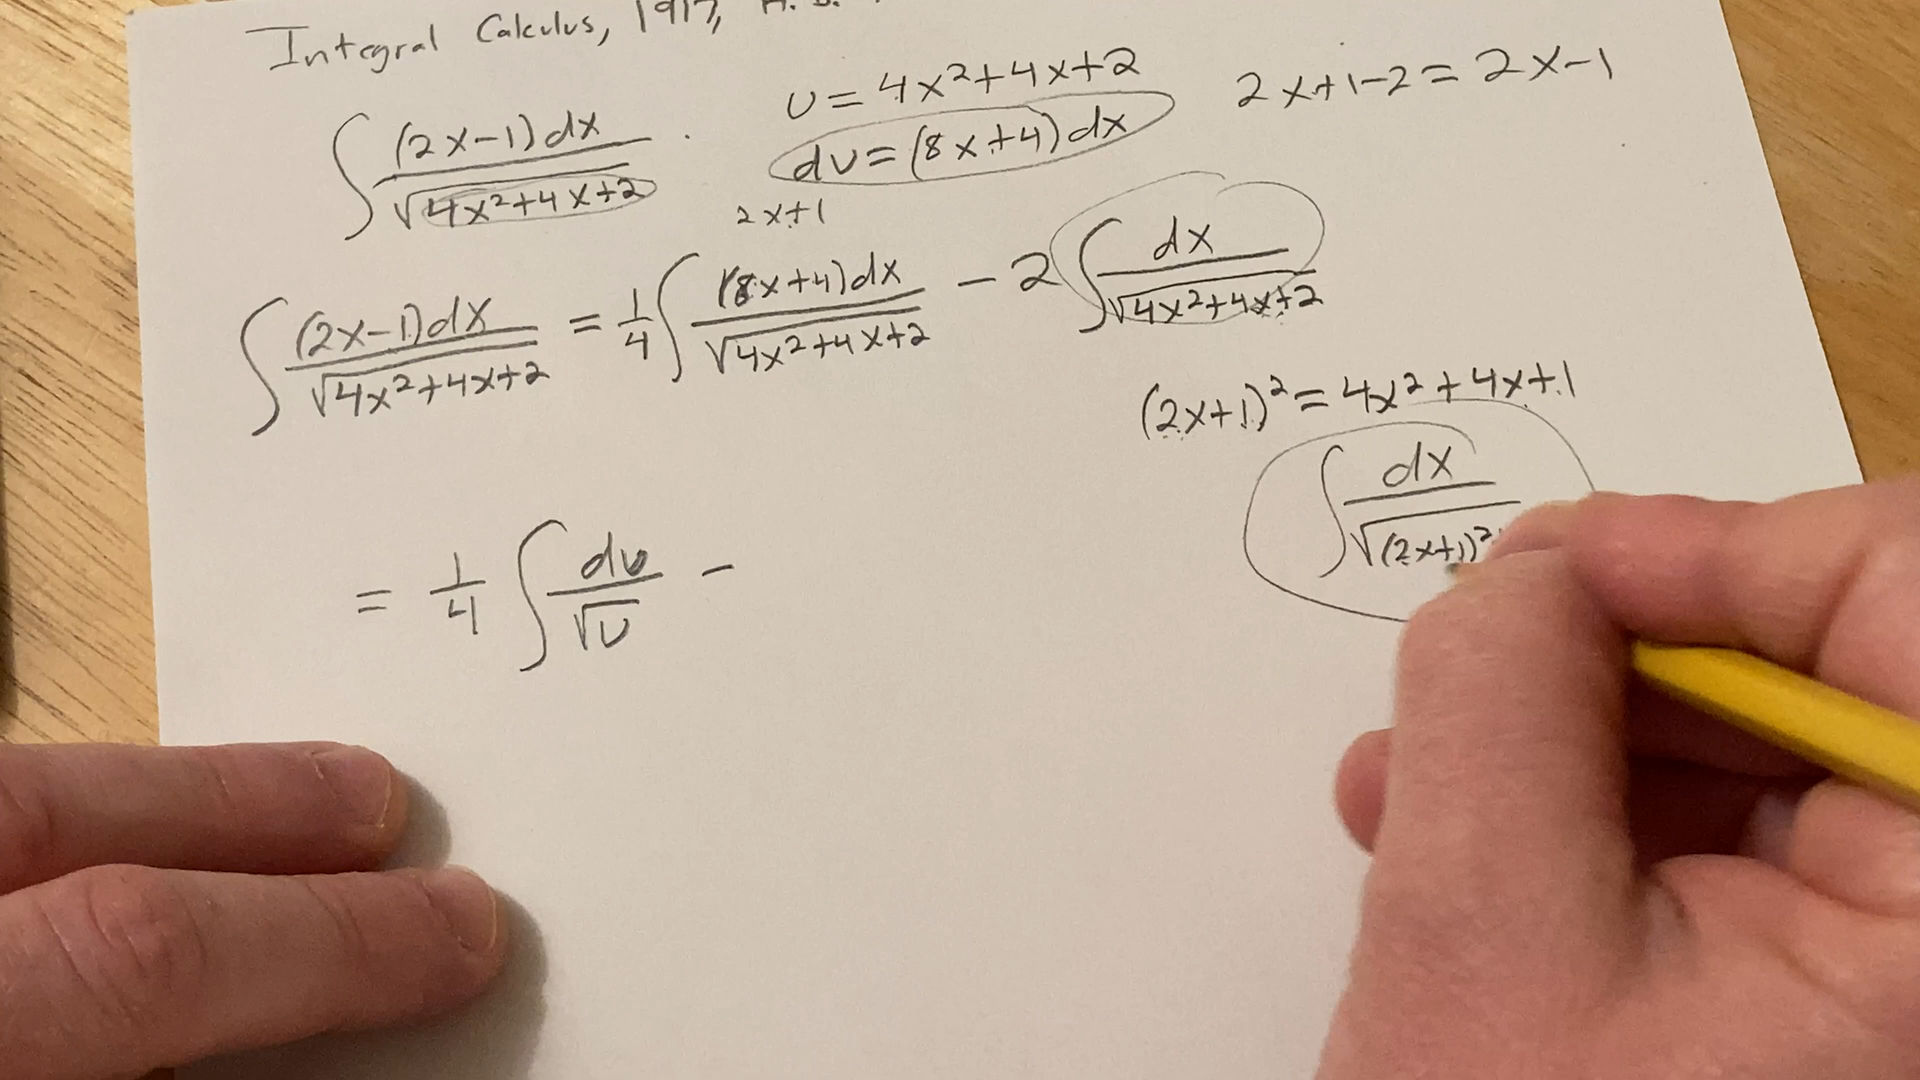 Integral Calculus, 1917,
∫ (2x-1)dx / √(4x²+4x+2)
u = 4x²+4x+2
du = (8x+4)dx
2x+1-2 = 2x-1
2x+1
∫ (2x-1)dx / √(4x²+4x+2) = 1/4 ∫ (8x+4)dx / √(4x²+4x+2) - 2 ∫ dx / √(4x²+4x+2)
(2x+1)² = 4x²+4x+1
∫ dx / √((2x+1)²
= 1/4 ∫ du / √u -